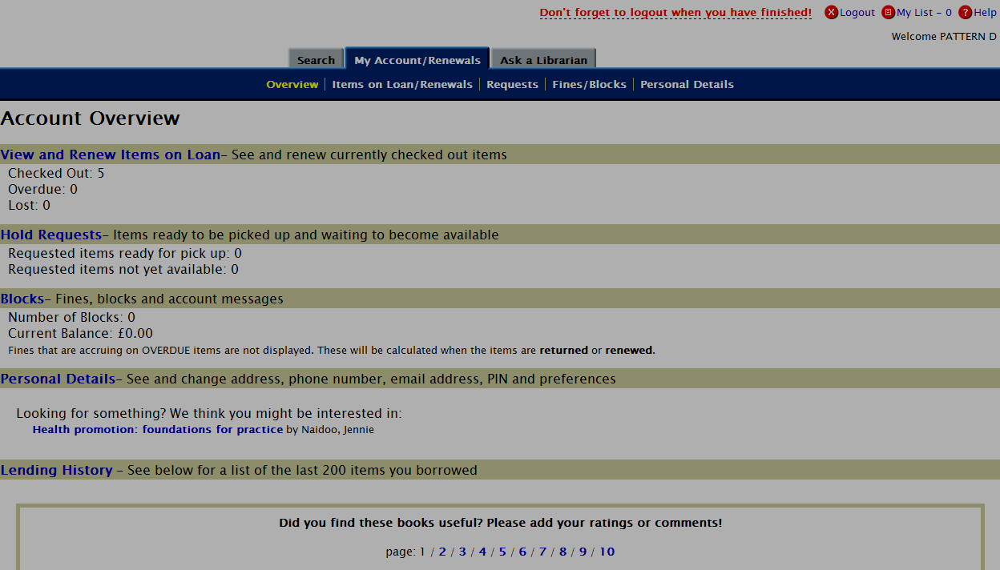 Don't forget to logout when you have finished! X Logout My List - 0 ? Help
Welcome PATTERN D
Search My Account/Renewals Ask a Librarian
Overview Items on Loan/Renewals Requests Fines/Blocks Personal Details
Account Overview
View and Renew Items on Loan– See and renew currently checked out items
Checked Out: 5
Overdue: 0
Lost: 0
Hold Requests– Items ready to be picked up and waiting to become available
Requested items ready for pick up: 0
Requested items not yet available: 0
Blocks– Fines, blocks and account messages
Number of Blocks: 0
Current Balance: £0.00
Fines that are accruing on OVERDUE items are not displayed. These will be calculated when the items are returned or renewed.
Personal Details– See and change address, phone number, email address, PIN and preferences
Looking for something? We think you might be interested in:
Health promotion: foundations for practice by Naidoo, Jennie
Lending History – See below for a list of the last 200 items you borrowed
Did you find these books useful? Please add your ratings or comments!
page: 1 / 2 / 3 / 4 / 5 / 6 / 7 / 8 / 9 / 10